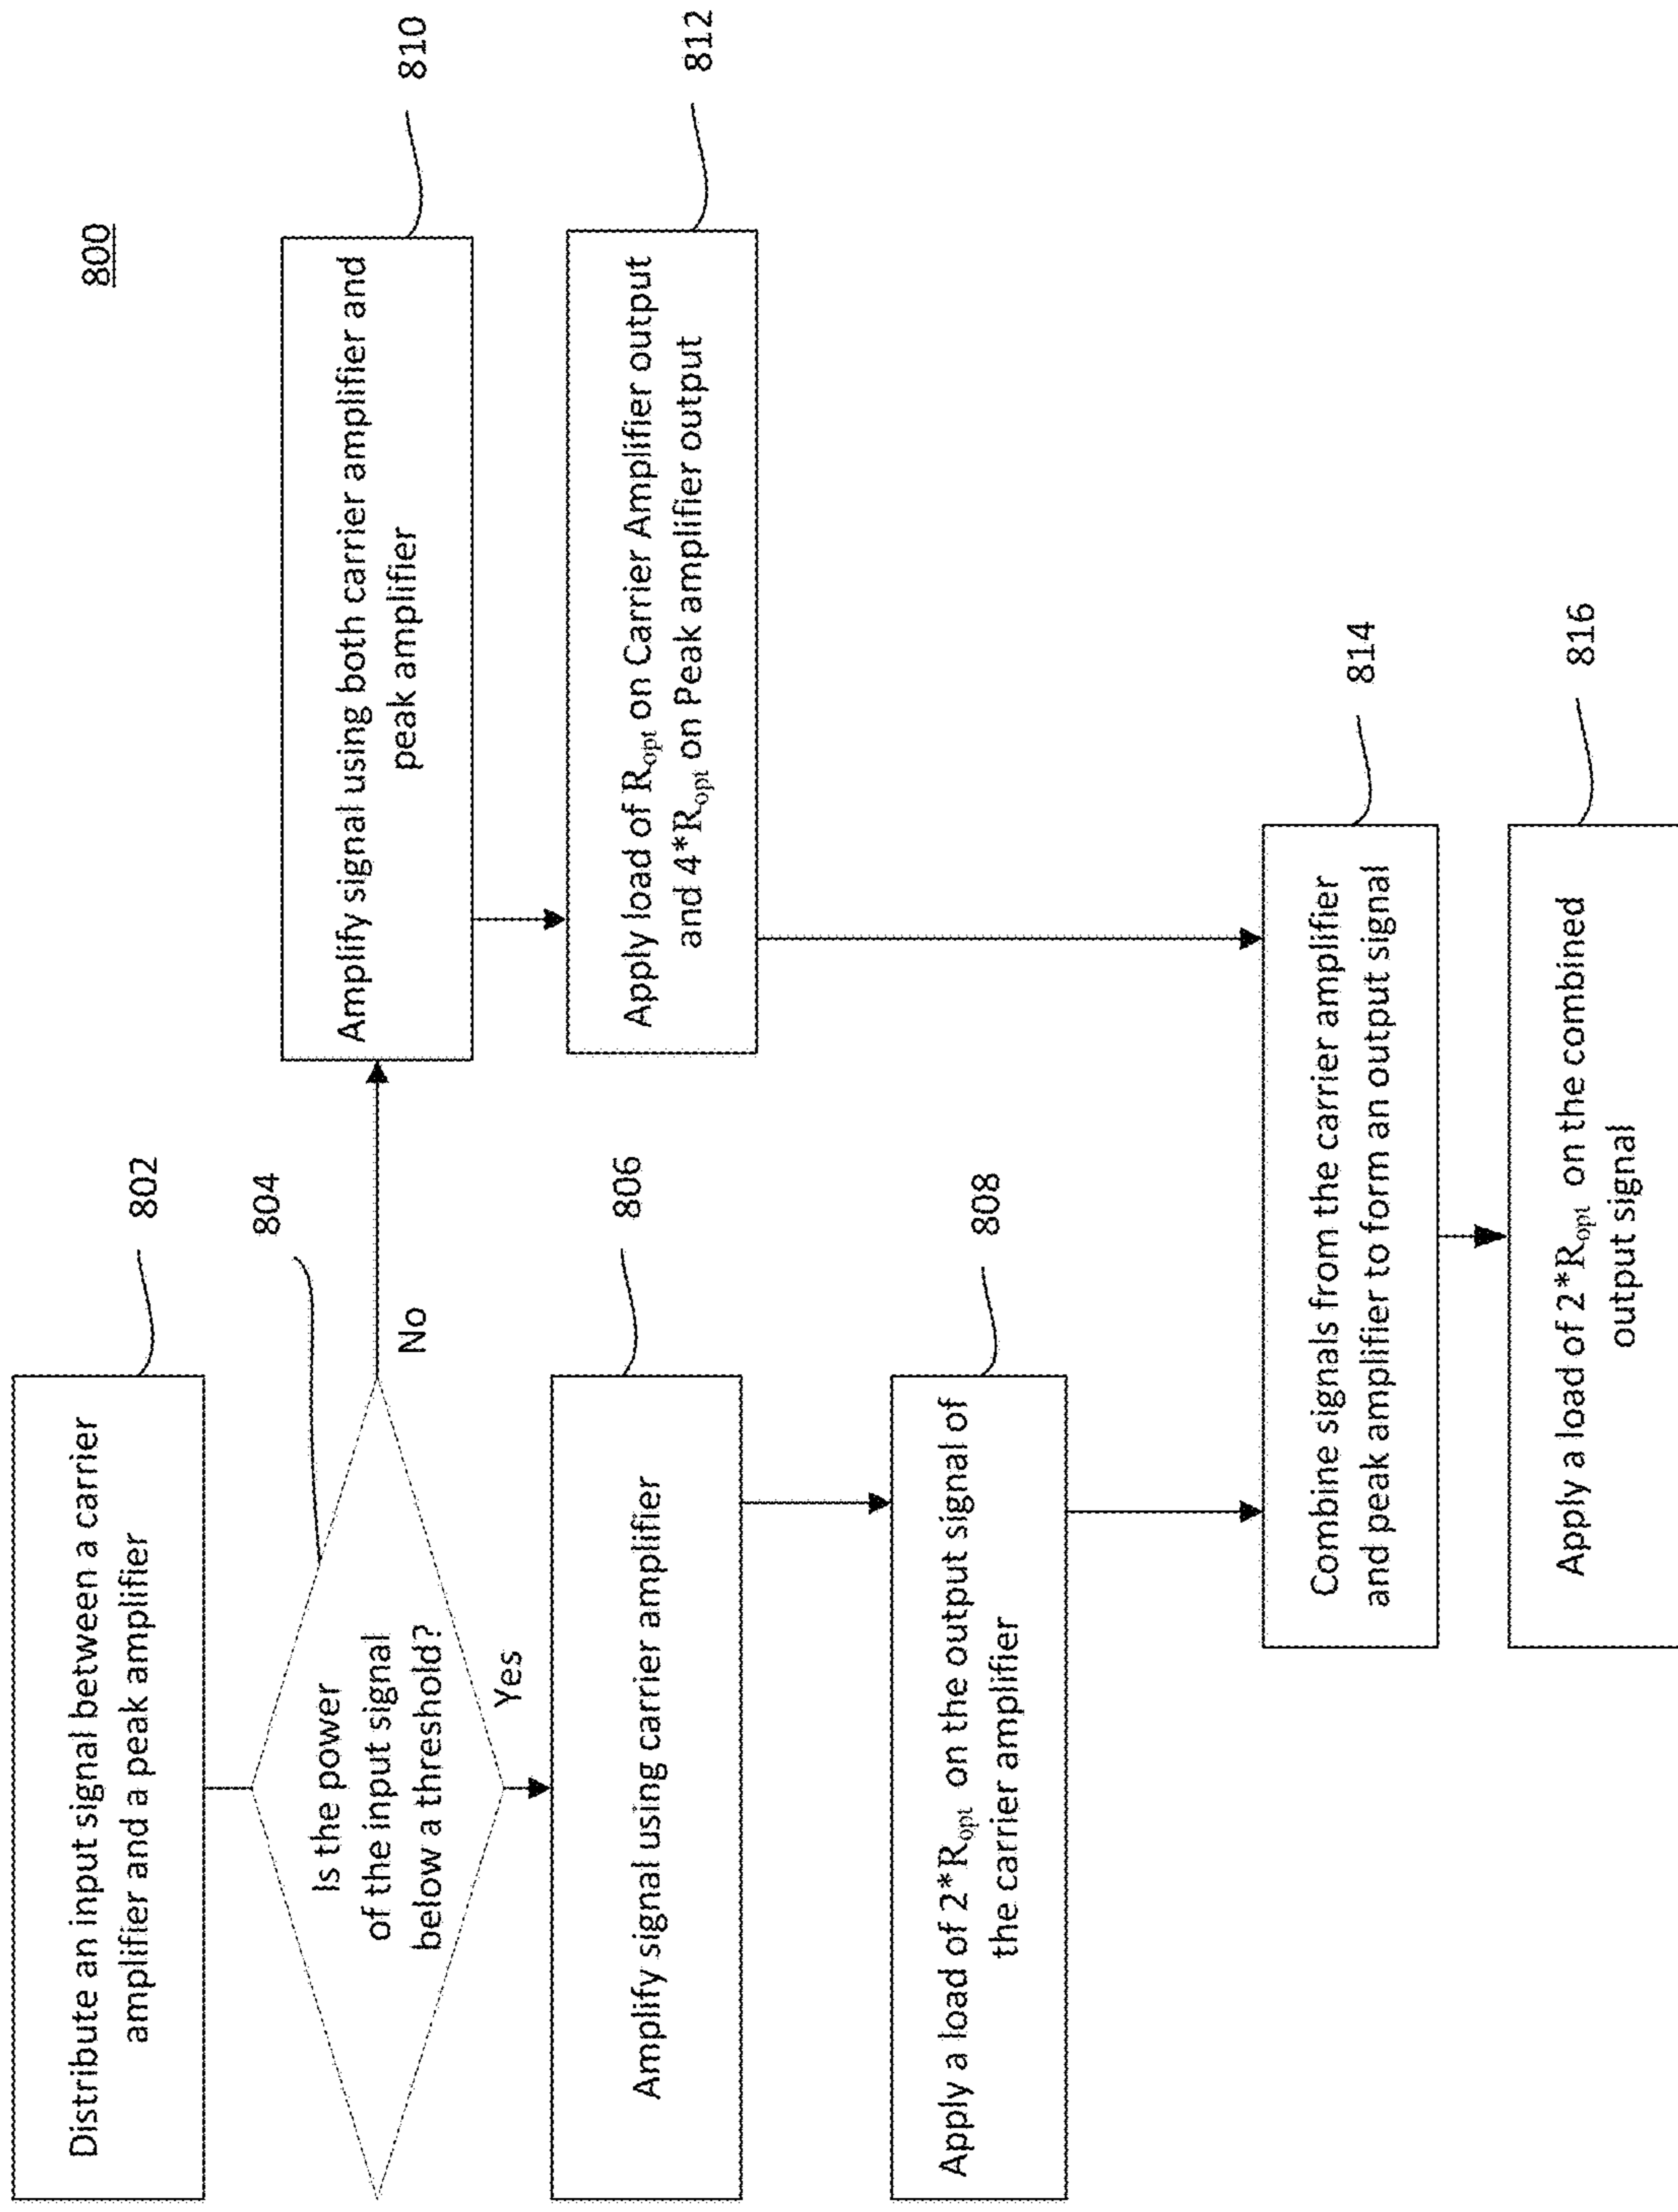 800
Distribute an input signal between a carrier
amplifier and a peak amplifier
802
Is the power
of the input signal
below a threshold?
804
No
Yes
Amplify signal using carrier amplifier
806
Apply a load of 2*Ropt on the output signal of
the carrier amplifier
808
Amplify signal using both carrier amplifier and
peak amplifier
810
Apply load of Ropt on Carrier Amplifier output
and 4*Ropt on Peak amplifier output
812
Combine signals from the carrier amplifier
and peak amplifier to form an output signal
814
Apply a load of 2*Ropt on the combined
output signal
816